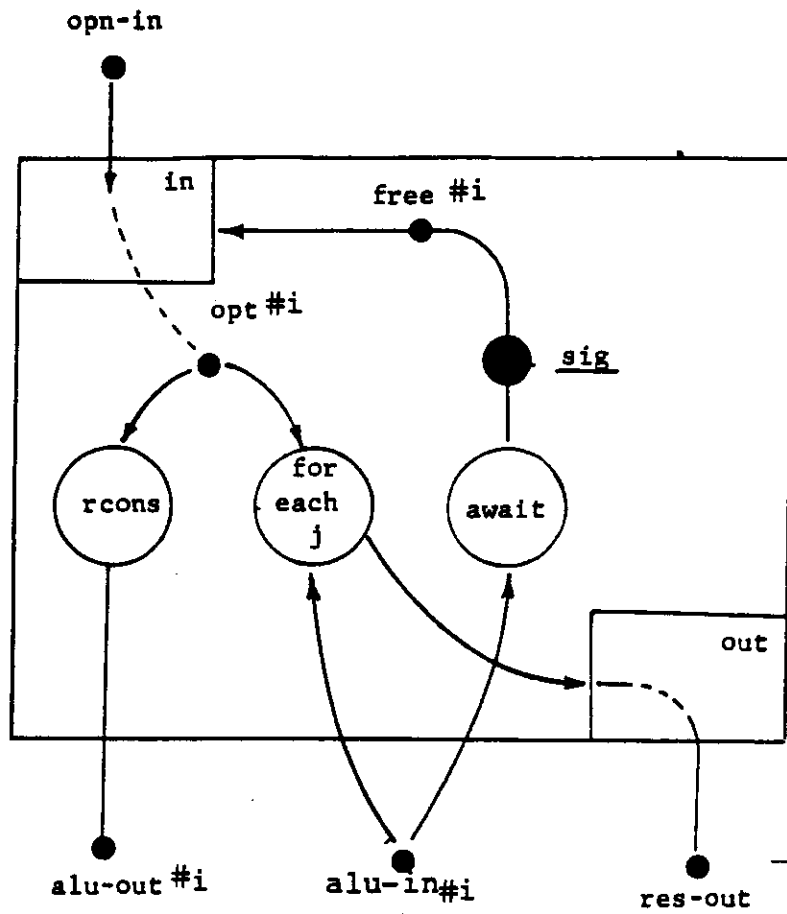 opn-in
in
free #i
opt #i
sig
rcons
for
each
j
await
out
alu-out #i
alu-in#i
res-out